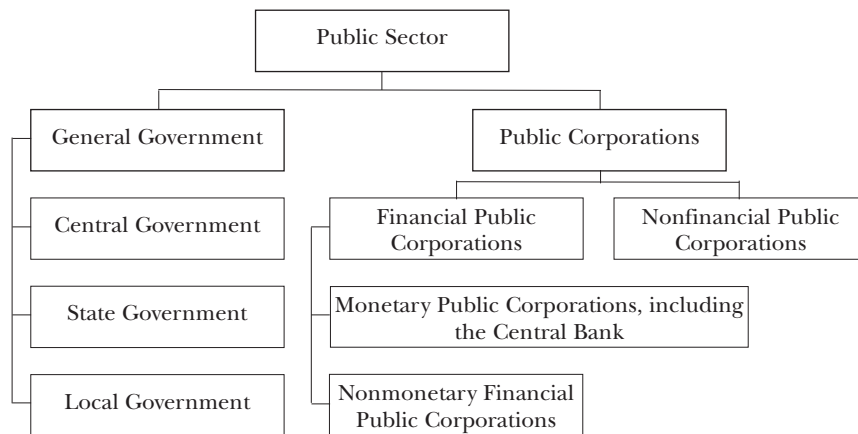 Public Sector
General Government
Public Corporations
Central Government
Financial Public
Corporations
Nonfinancial Public
Corporations
State Government
Monetary Public Corporations, including
the Central Bank
Local Government
Nonmonetary Financial
Public Corporations